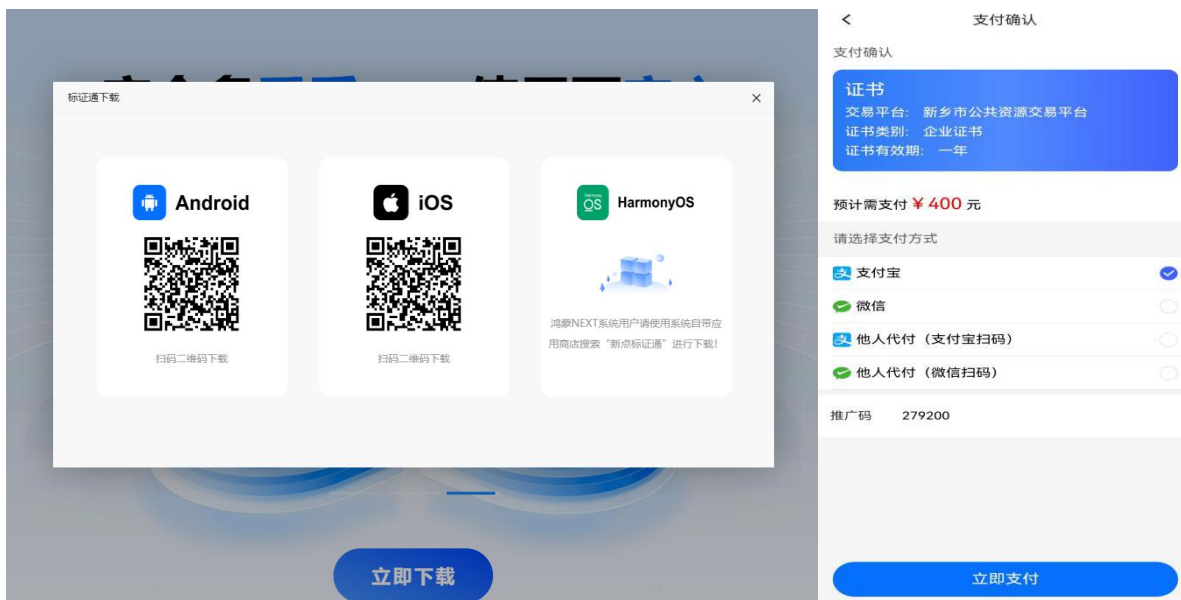 标证通下载
Android
iOS
HarmonyOS
扫码二维码下载
扫码二维码下载
鸿蒙NEXT系统用户请使用系统自带应
用商店搜索“新点标证通”进行下载！
立即下载
支付确认
支付确认
证书
交易平台： 新乡市公共资源交易平台
证书类别： 企业证书
证书有效期： 一年
预计需支付 ¥ 400 元
请选择支付方式
支付宝
微信
他人代付（支付宝扫码）
他人代付（微信扫码）
推广码 279200
立即支付